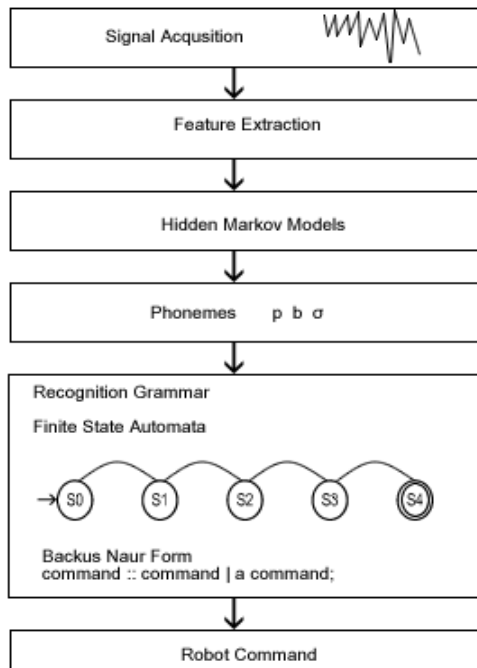 Signal Acqusition
Feature Extraction
Hidden Markov Models
Phonemes p b σ
Recognition Grammar
Finite State Automata
S0 S1 S2 S3 S4
Backus Naur Form
command :: command | a command;
Robot Command